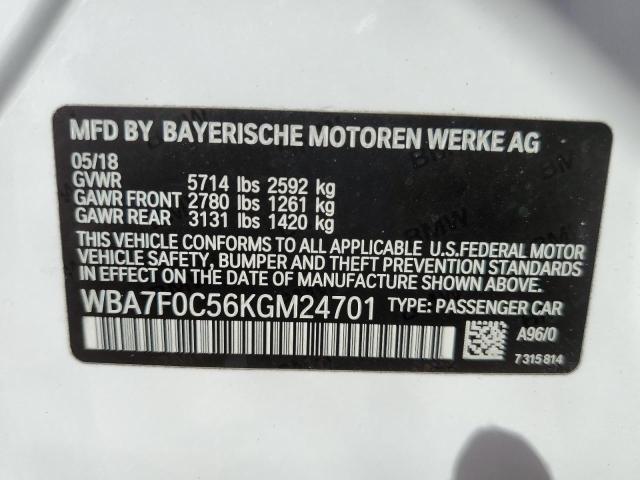 MFD BY BAYERISCHE MOTOREN WERKE AG
05/18
GVWR 5714 lbs 2592 kg
GAWR FRONT 2780 lbs 1261 kg
GAWR REAR 3131 lbs 1420 kg
THIS VEHICLE CONFORMS TO ALL APPLICABLE U.S.FEDERAL MOTOR
VEHICLE SAFETY, BUMPER AND THEFT PREVENTION STANDARDS
IN EFFECT ON THE DATE OF MANUFACTURE SHOWN ABOVE.
WBA7F0C56KGM24701 TYPE: PASSENGER CAR
A96/0
7315814